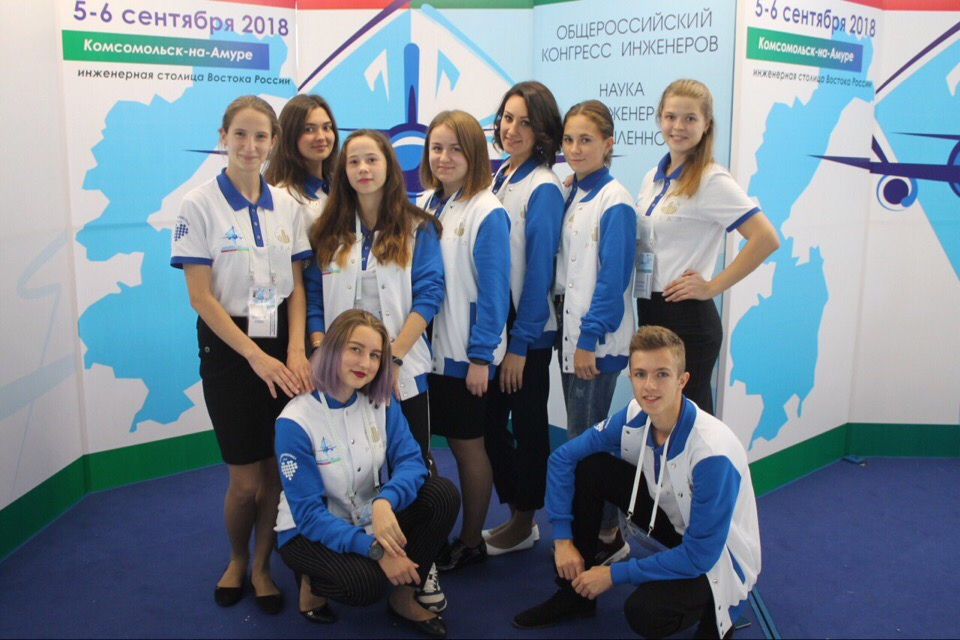 5-6 сентября 2018
Комсомольск-на-Амуре
инженерная столица Востока России
ОБЩЕРОССИЙСКИЙ
КОНГРЕСС ИНЖЕНЕРОВ
НАУКА
5-6 сентября 2018
Комсомольск-на-Амуре
инженерная столица Востока России